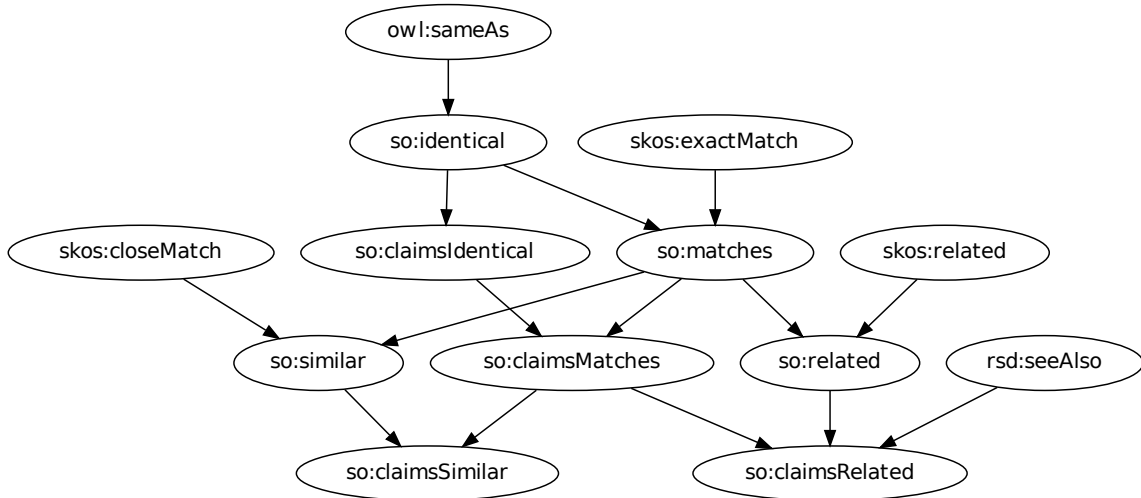 owl:sameAs
so:identical
skos:exactMatch
skos:closeMatch
so:claimsIdentical
so:matches
skos:related
so:similar
so:claimsMatches
so:related
rsd:seeAlso
so:claimsSimilar
so:claimsRelated